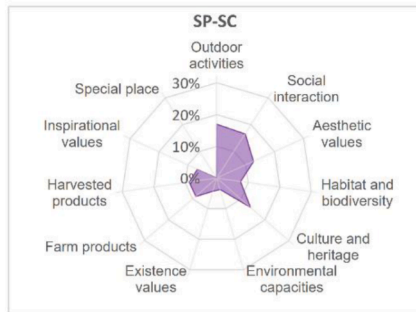 SP-SC
Outdoor
activities
30%
Special place
Social
interaction
20%
Inspirational
values
Aesthetic
values
10%
Harvested
products
0%
Habitat and
biodiversity
Farm products
Culture and
heritage
Existence
values
Environmental
capacities